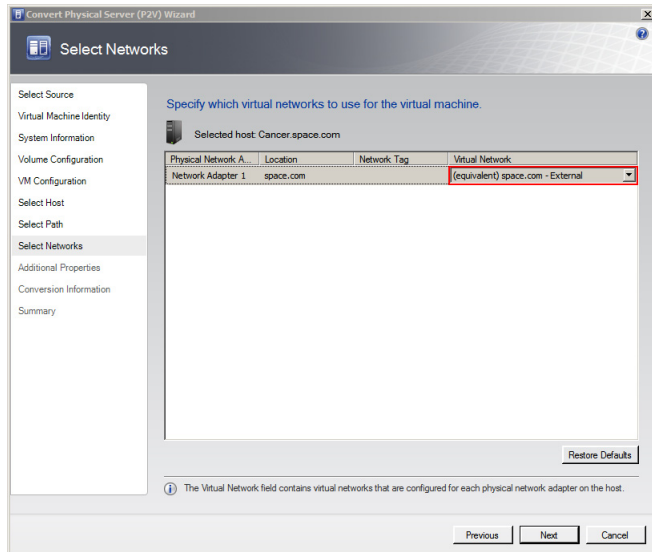 Convert Physical Server (P2V) Wizard
Select Networks
Select Source
Virtual Machine Identity
System Information
Volume Configuration
VM Configuration
Select Host
Select Path
Select Networks
Additional Properties
Conversion Information
Summary
Specify which virtual networks to use for the virtual machine.
Selected host: Cancer.space.com
Physical Network A... Location Network Tag Virtual Network
Network Adapter 1 space.com (equivalent) space.com - External
Restore Defaults
The Virtual Network field contains virtual networks that are configured for each physical network adapter on the host.
Previous Next Cancel